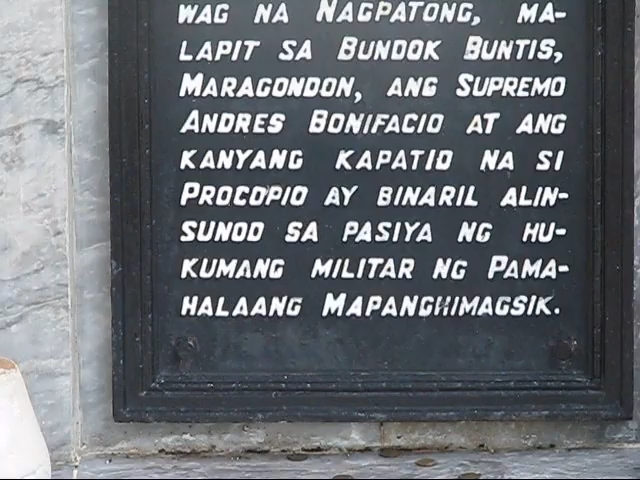 WAG NA NAGPATONG, MA-
LAPIT SA BUNDOK BUNTIS,
MARAGONDON, ANG SUPREMO
ANDRES BONIFACIO AT ANG
KANYANG KAPATID NA SI
PROCOPIO AY BINARIL ALIN-
SUNOD SA PASIYA NG HU-
KUMANG MILITAR NG PAMA-
HALAANG MAPANGHIMAGSIK.